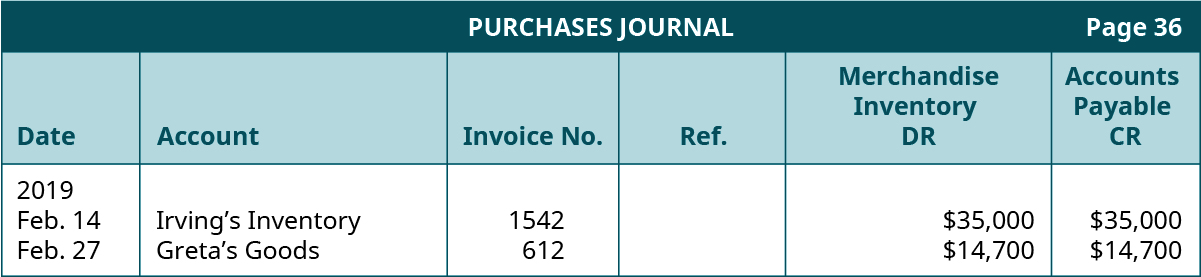 PURCHASES JOURNAL Page 36
Date Account Invoice No. Ref. Merchandise Inventory DR Accounts Payable CR
2019
Feb. 14 Irving’s Inventory 1542 $35,000 $35,000
Feb. 27 Greta’s Goods 612 $14,700 $14,700